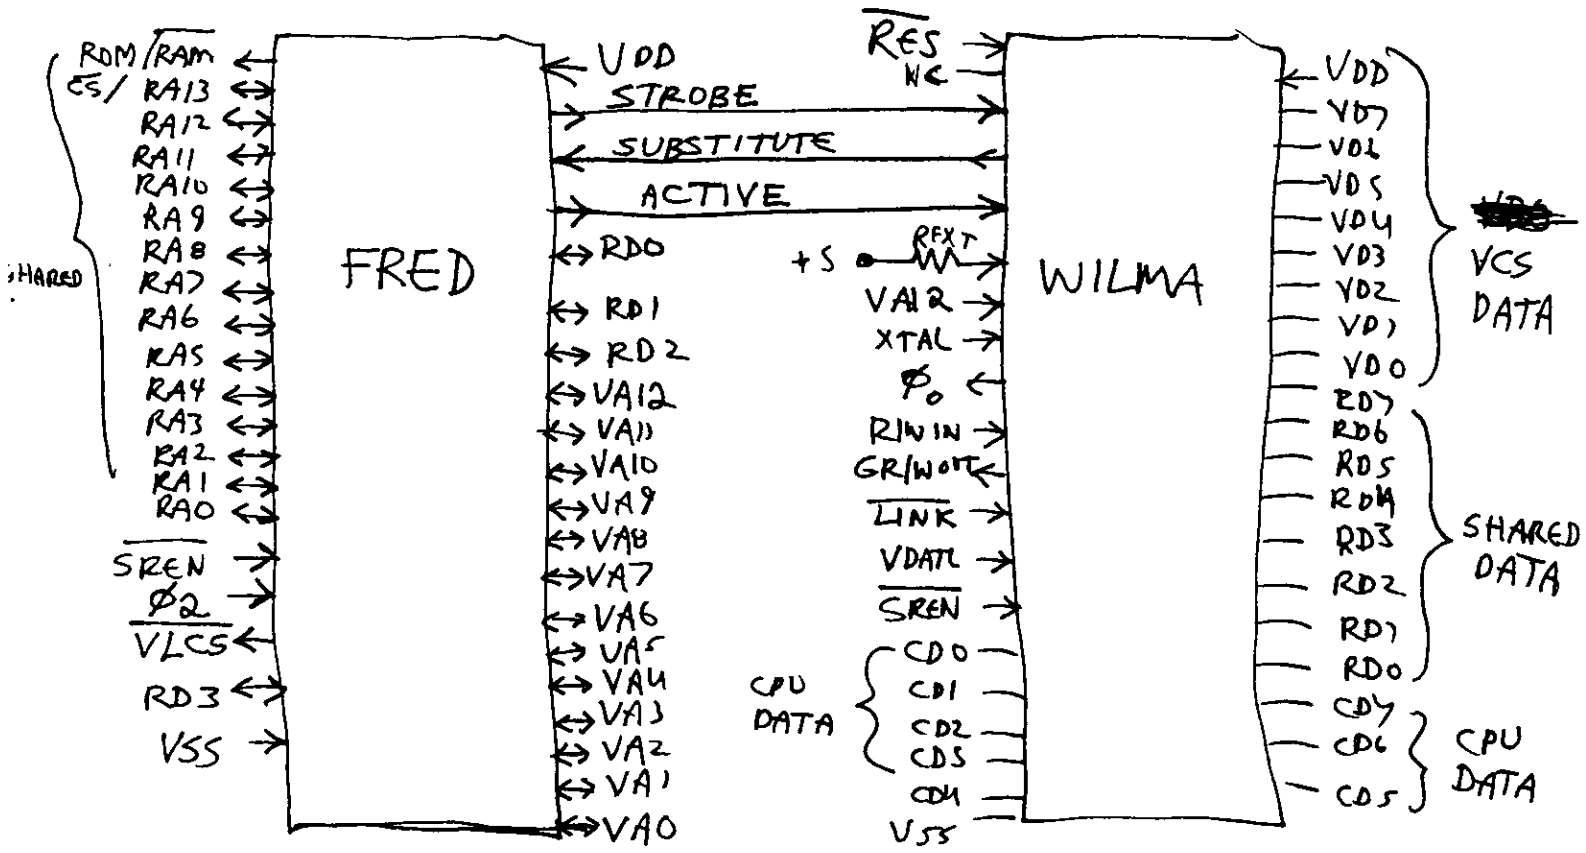 ROM/RAM
CS/ RA13
RA12
RA11
RA10
RA9
RA8
RA7
RA6
RA5
RA4
RA3
RA2
RA1
RA0
SHARED
SREN
Ø2
VLCS
RD3
VSS
FRED
VDD
STROBE
SUBSTITUTE
ACTIVE
RD0
RD1
RD2
VA12
VA11
VA10
VA9
VA8
VA7
VA6
VA5
VA4
VA3
VA2
VA1
VA0
RES
NC
+5
REXT
VA12
XTAL
Ø0
R/WIN
GR/WOUT
LINK
VDATL
SREN
CD0
CD1
CD2
CD3
CD4
VSS
CPU
DATA
WILMA
VDD
VD7
VD6
VD5
VD4
VD3
VD2
VD1
VD0
VCS
DATA
RD7
RD6
RD5
RD4
RD3
RD2
RD1
RD0
SHARED
DATA
CD7
CD6
CD5
CPU
DATA